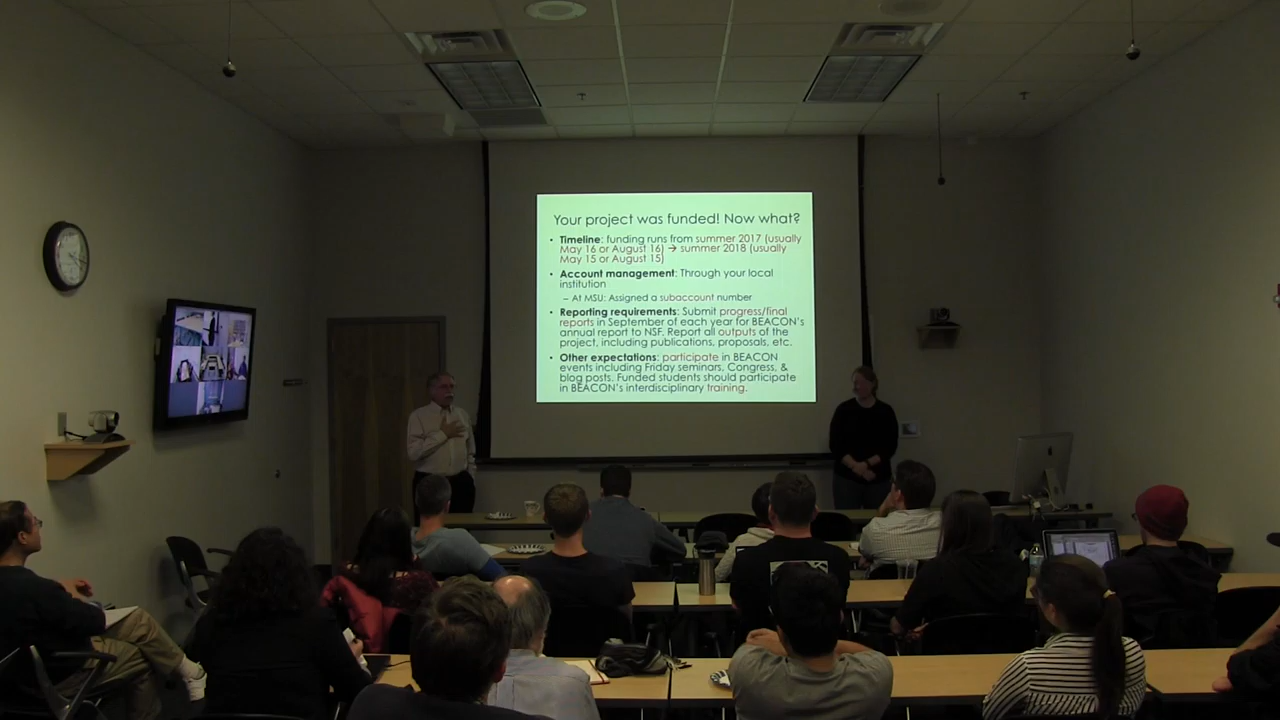 Your project was funded! Now what?
• Timeline: funding runs from summer 2017 (usually
May 16 or August 16) → summer 2018 (usually
May 15 or August 15)
• Account management: Through your local
institution
– At MSU: Assigned a subaccount number
• Reporting requirements: Submit progress/final
reports in September of each year for BEACON's
annual report to NSF. Report all outputs of the
project, including publications, proposals, etc.
• Other expectations: participate in BEACON
events including Friday seminars, Congress, &
blog posts. Funded students should participate
in BEACON's interdisciplinary training.